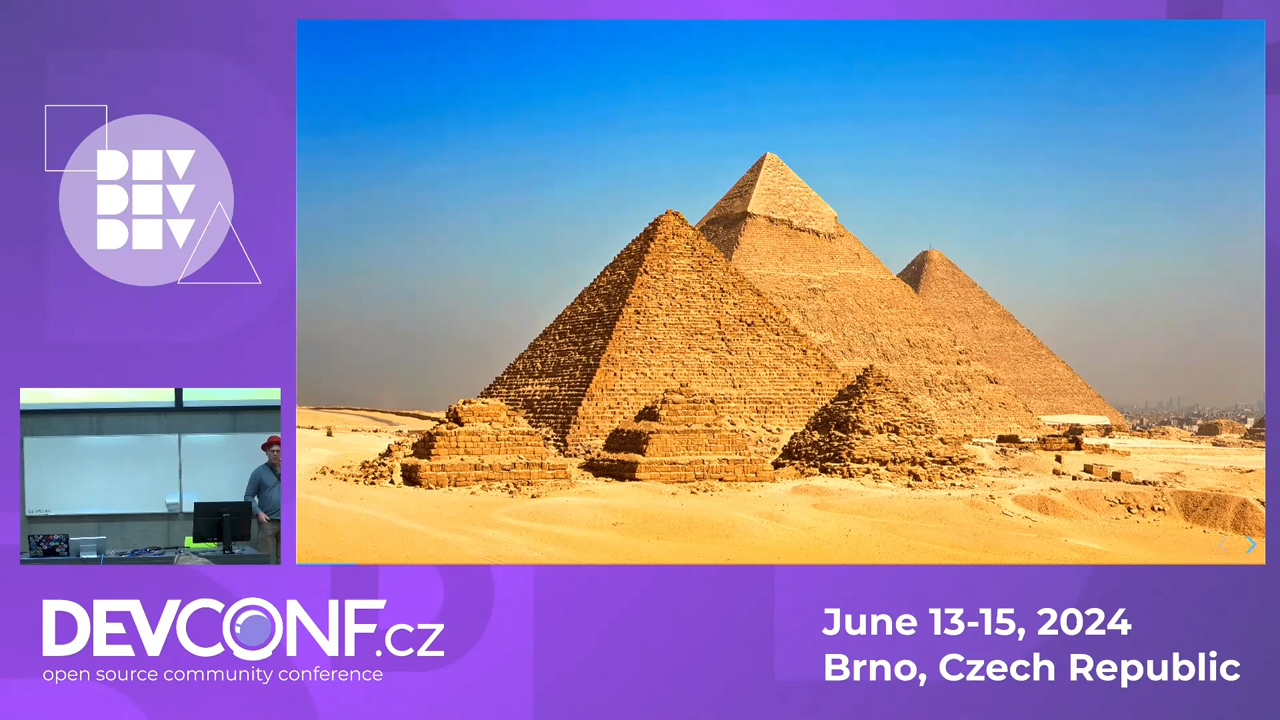 DEV
DEV
DEV
DEVCONF.cz
open source community conference
June 13-15, 2024
Brno, Czech Republic